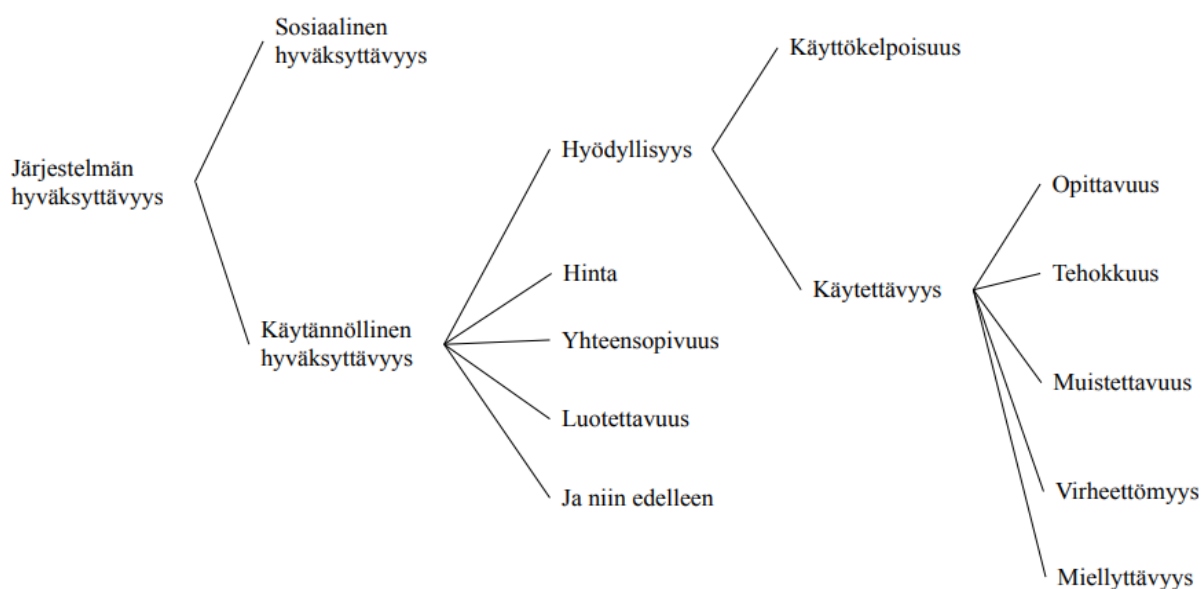 Sosiaalinen
hyväksyttävyys
Käyttökelpoisuus
Järjestelmän
hyväksyttävyys
Hyödyllisyys
Opittavuus
Hinta
Tehokkuus
Käytettävyys
Käytännöllinen
hyväksyttävyys
Yhteensopivuus
Muistettavuus
Luotettavuus
Ja niin edelleen
Virheettömyys
Miellyttävyys